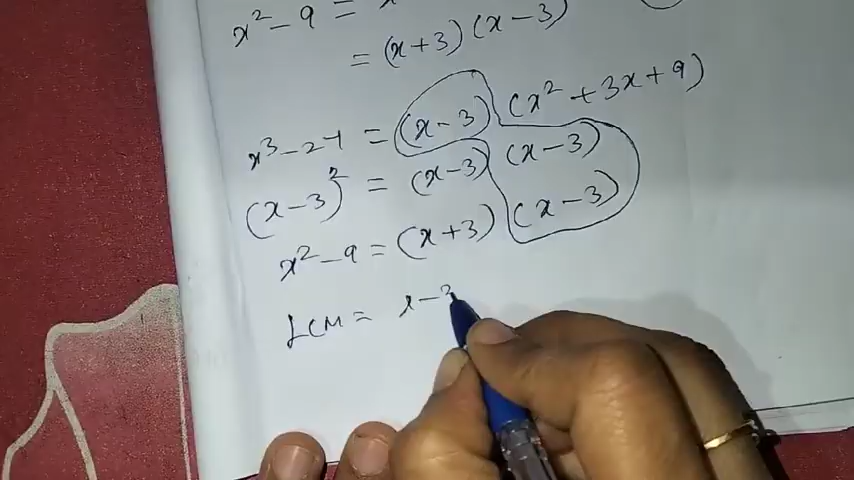 x² - 9 =
= (x+3) (x-3)
x³ - 27 = (x-3) (x² + 3x + 9)
(x-3)² = (x-3) (x-3)
x² - 9 = (x+3) (x-3)
LCM = x-3